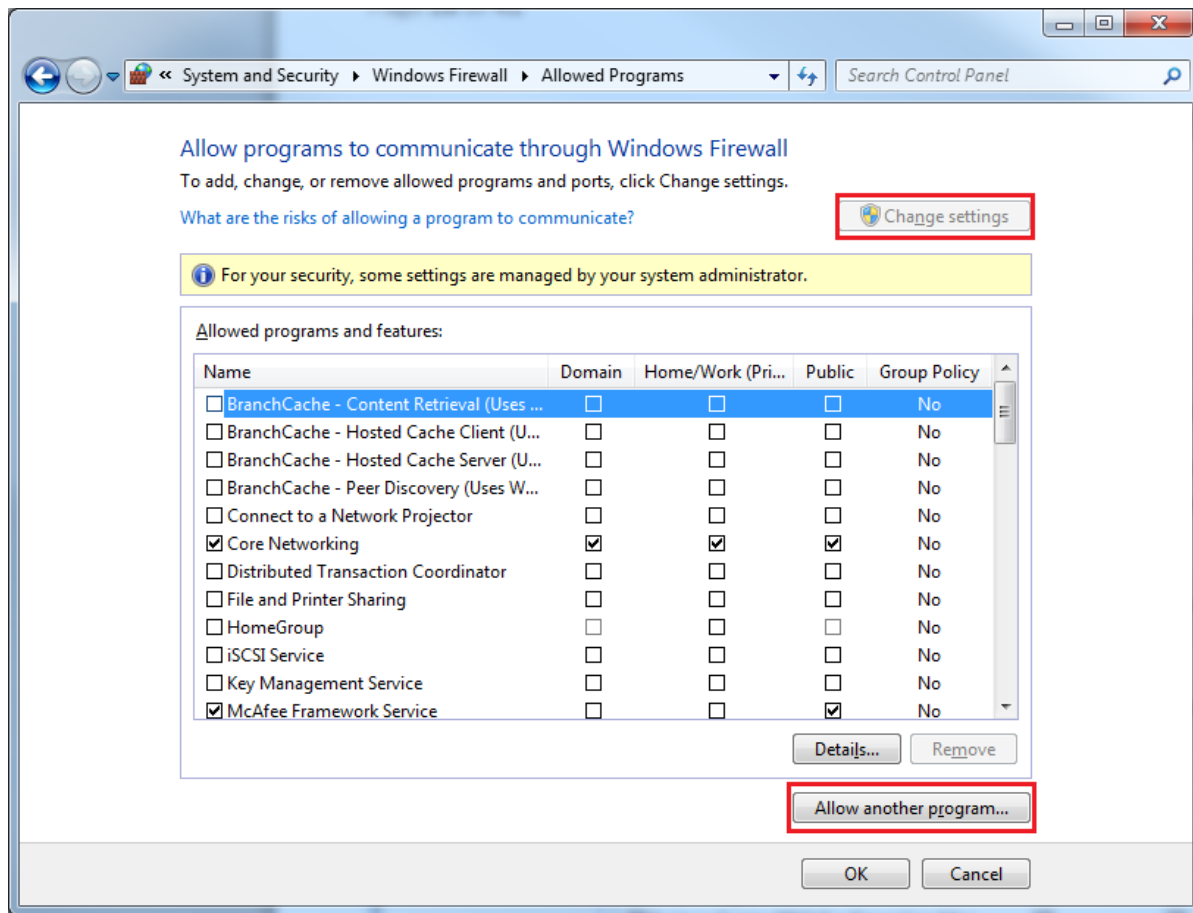 « System and Security ▸ Windows Firewall ▸ Allowed Programs
Search Control Panel
Allow programs to communicate through Windows Firewall
To add, change, or remove allowed programs and ports, click Change settings.
What are the risks of allowing a program to communicate?
Change settings
For your security, some settings are managed by your system administrator.
Allowed programs and features:
Name Domain Home/Work (Pri... Public Group Policy
BranchCache - Content Retrieval (Uses ... No
BranchCache - Hosted Cache Client (U... No
BranchCache - Hosted Cache Server (U... No
BranchCache - Peer Discovery (Uses W... No
Connect to a Network Projector No
Core Networking No
Distributed Transaction Coordinator No
File and Printer Sharing No
HomeGroup No
iSCSI Service No
Key Management Service No
McAfee Framework Service No
Details... Remove
Allow another program...
OK Cancel